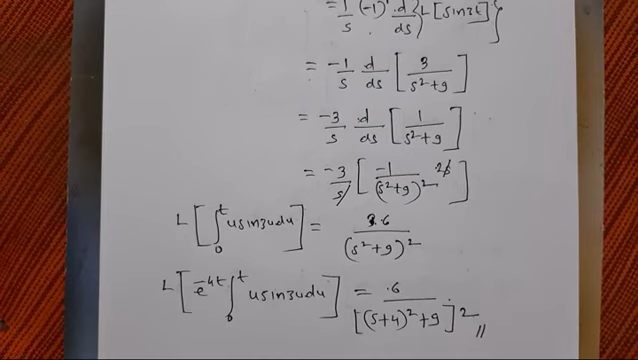 = 1/s (-1)¹ . d/ds { L[sin3t] }
= -1/s d/ds [ 3/(s²+9) ]
= -3/s d/ds [ 1/(s²+9) ]
= -3/s [ -1/(s²+9)² 2s ]
L[ ∫₀ᵗ u sin3u du ] = 6/(s²+9)²
L[ e^-4t ∫₀ᵗ u sin3u du ] = .6/[(s+4)²+9]² //